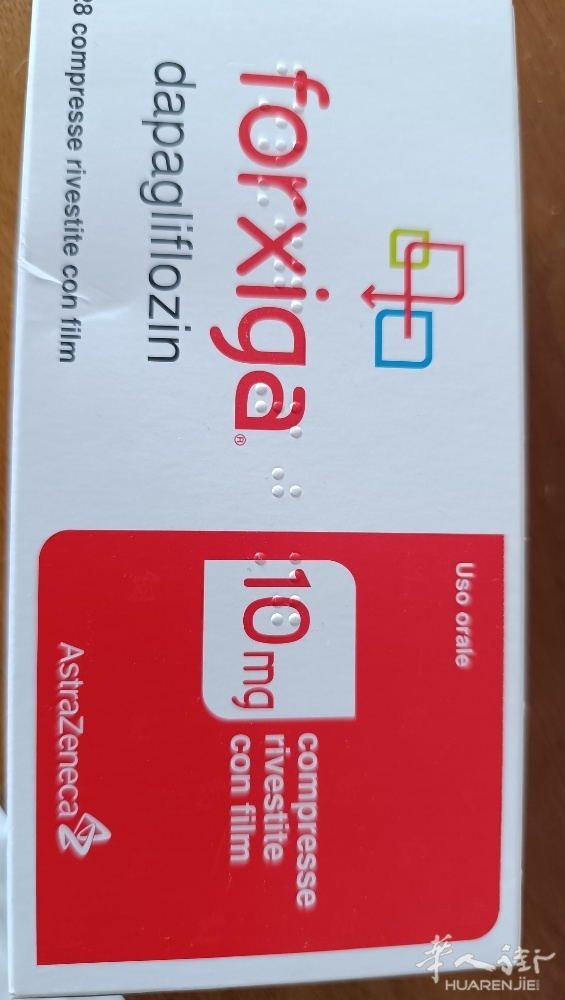 forxiga®
dapagliflozin
28 compresse rivestite con film
Uso orale
10 mg
compresse
rivestite
con film
AstraZeneca
华人街
HUARENJIE